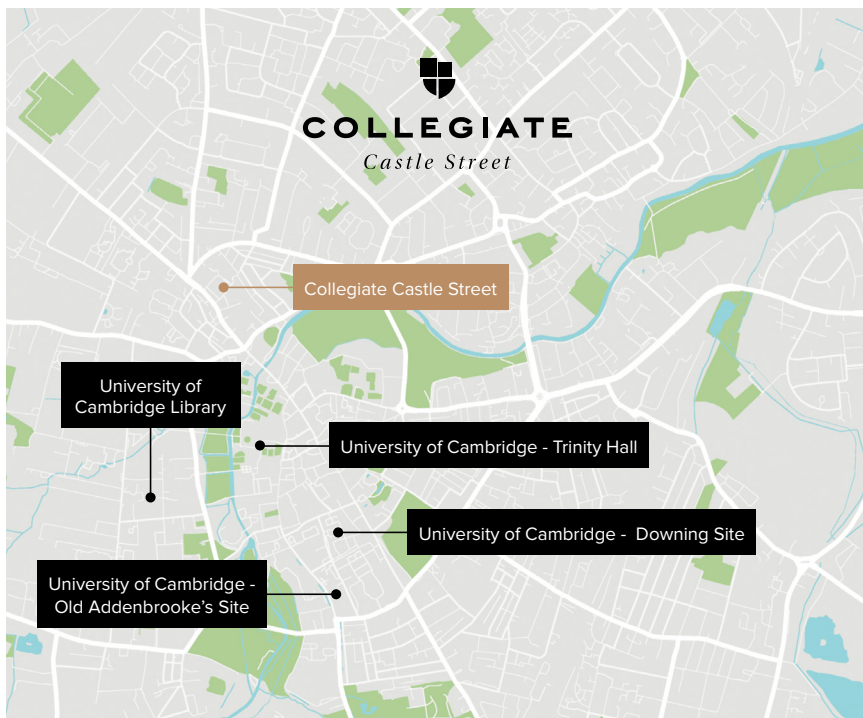 COLLEGIATE
Castle Street
Collegiate Castle Street
University of
Cambridge Library
University of Cambridge - Trinity Hall
University of Cambridge - Downing Site
University of Cambridge -
Old Addenbrooke's Site